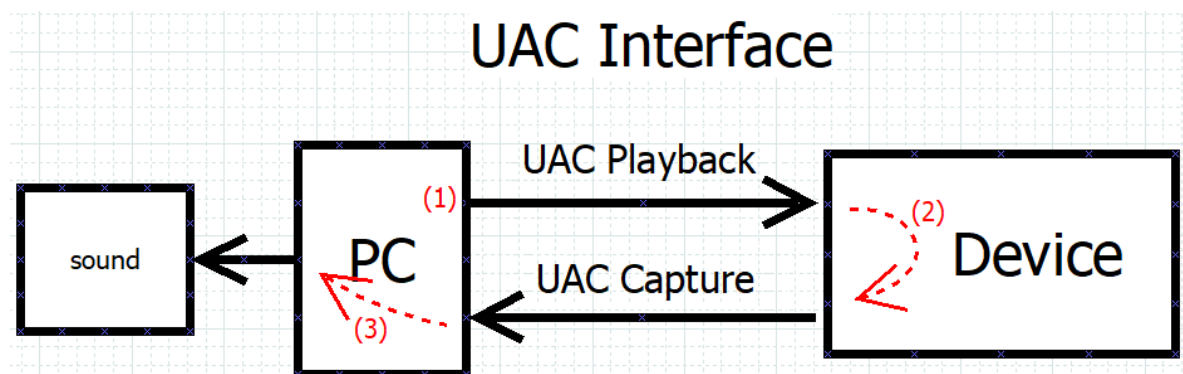 UAC Interface
UAC Playback
(1)
(2)
sound
PC
Device
UAC Capture
(3)